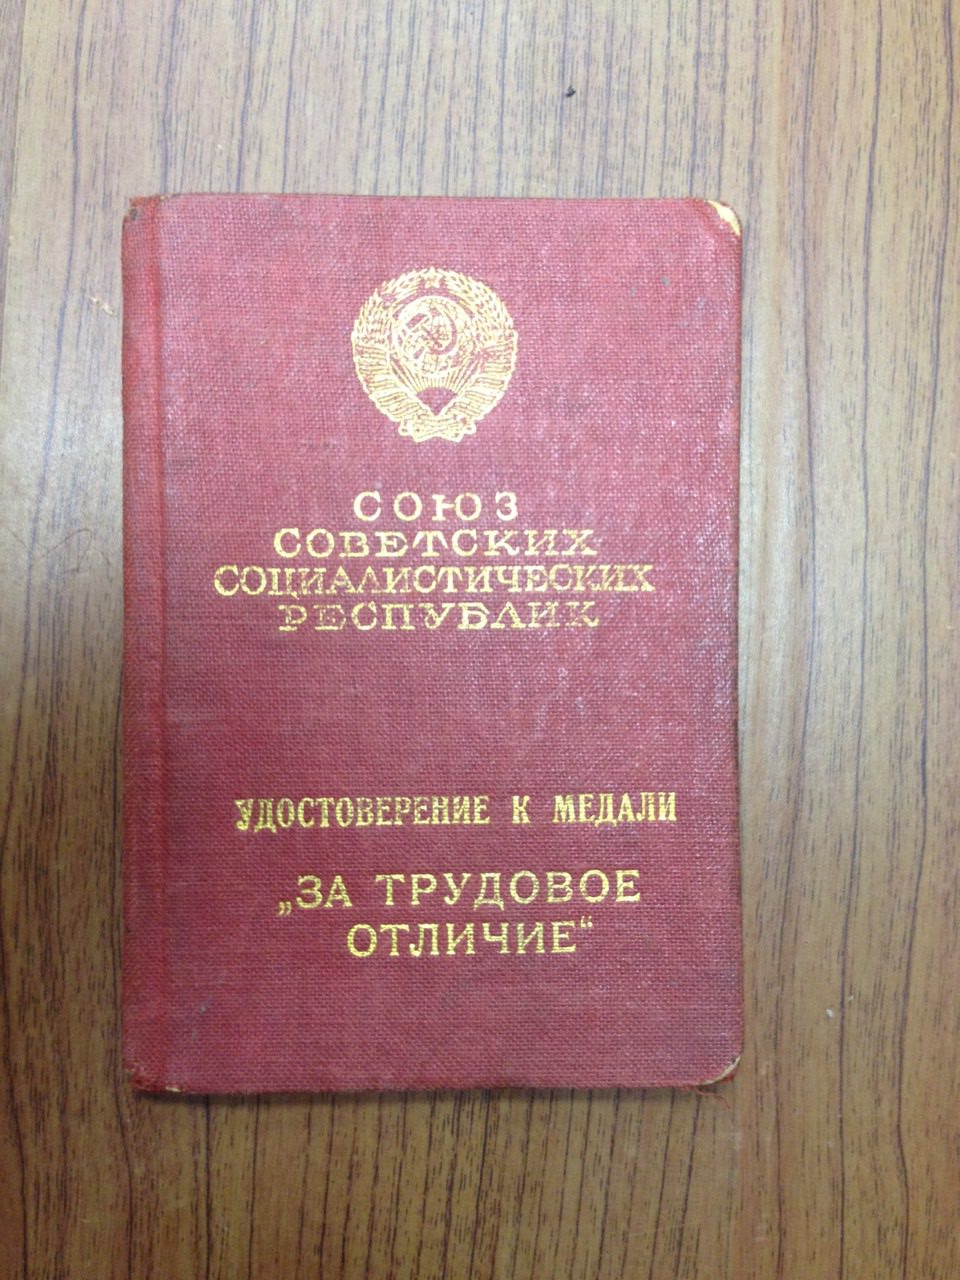 СОЮЗ
СОВЕТСКИХ
СОЦИАЛИСТИЧЕСКИХ
РЕСПУБЛИК
УДОСТОВЕРЕНИЕ К МЕДАЛИ
„ЗА ТРУДОВОЕ
ОТЛИЧИЕ“